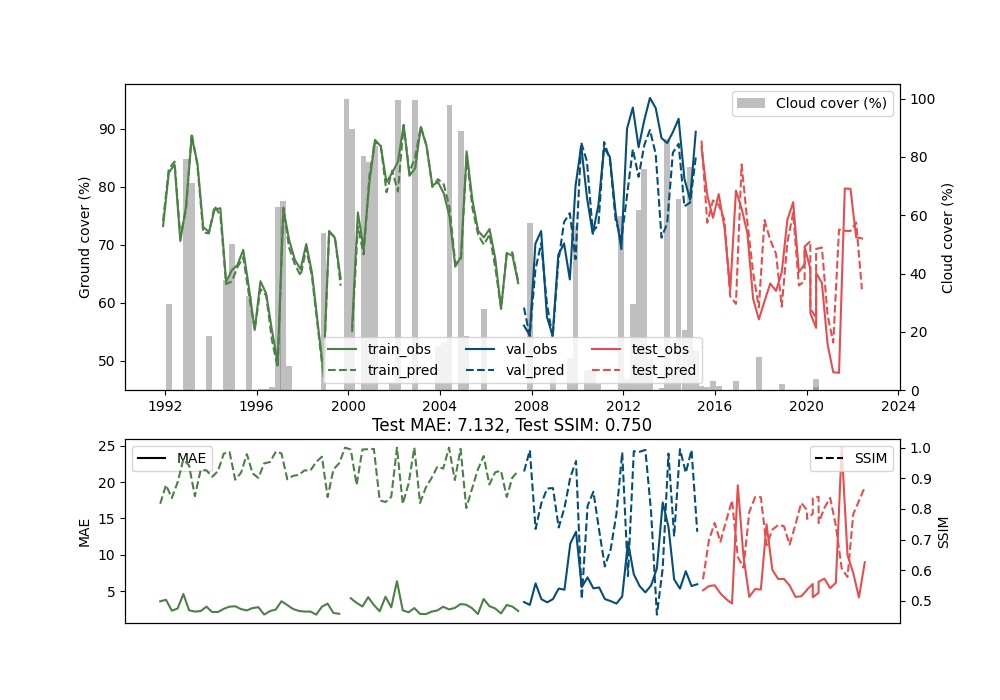 Cloud cover (%)
Ground cover (%)
90
80
70
60
50
100
80
60
40
20
0
Cloud cover (%)
train_obs val_obs test_obs
train_pred val_pred test_pred
1992 1996 2000 2004 2008 2012 2016 2020 2024
Test MAE: 7.132, Test SSIM: 0.750
MAE
SSIM
MAE
25
20
15
10
5
1.0
0.9
0.8
0.7
0.6
0.5
SSIM